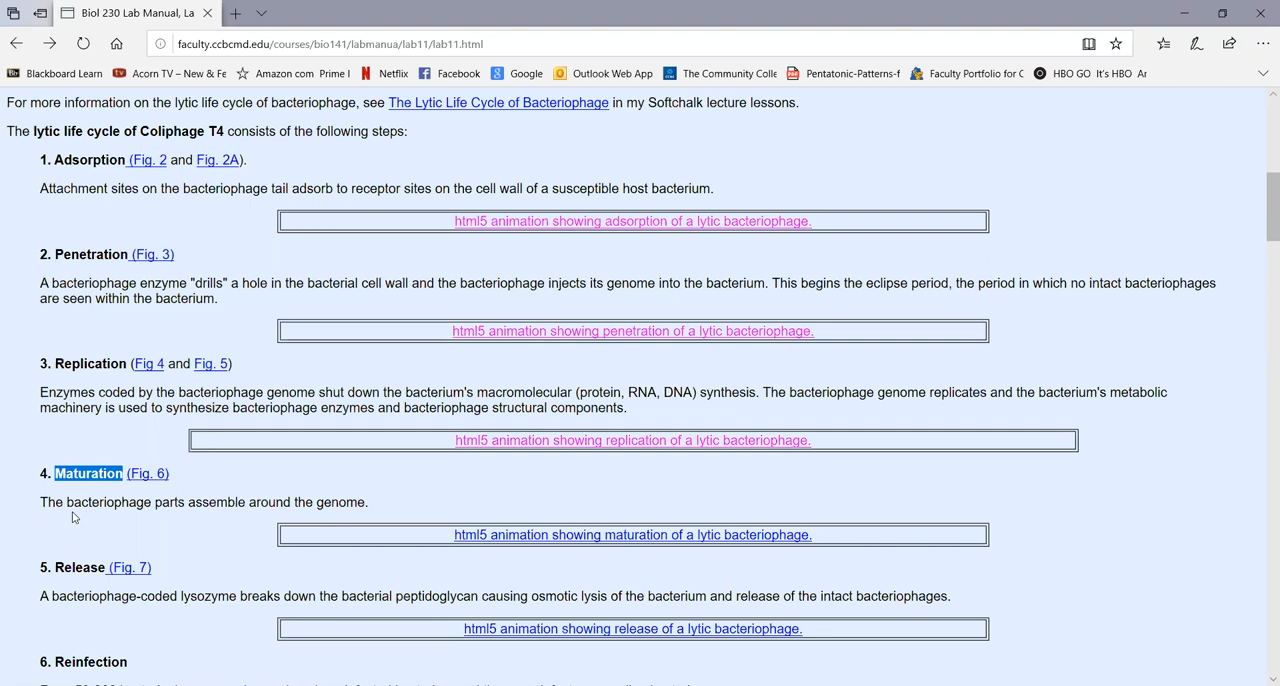 Biol 230 Lab Manual, La
faculty.ccbcmd.edu/courses/bio141/labmanua/lab11/lab11.html
Blackboard Learn Acorn TV – New & Fe Amazon com Prime I Netflix Facebook Google Outlook Web App The Community Colle Pentatonic-Patterns-f Faculty Portfolio for C HBO GO It's HBO Ar
For more information on the lytic life cycle of bacteriophage, see The Lytic Life Cycle of Bacteriophage in my Softchalk lecture lessons.
The lytic life cycle of Coliphage T4 consists of the following steps:
1. Adsorption (Fig. 2 and Fig. 2A).
Attachment sites on the bacteriophage tail adsorb to receptor sites on the cell wall of a susceptible host bacterium.
html5 animation showing adsorption of a lytic bacteriophage.
2. Penetration (Fig. 3)
A bacteriophage enzyme "drills" a hole in the bacterial cell wall and the bacteriophage injects its genome into the bacterium. This begins the eclipse period, the period in which no intact bacteriophages
are seen within the bacterium.
html5 animation showing penetration of a lytic bacteriophage.
3. Replication (Fig 4 and Fig. 5)
Enzymes coded by the bacteriophage genome shut down the bacterium's macromolecular (protein, RNA, DNA) synthesis. The bacteriophage genome replicates and the bacterium's metabolic
machinery is used to synthesize bacteriophage enzymes and bacteriophage structural components.
html5 animation showing replication of a lytic bacteriophage.
4. Maturation (Fig. 6)
The bacteriophage parts assemble around the genome.
html5 animation showing maturation of a lytic bacteriophage.
5. Release (Fig. 7)
A bacteriophage-coded lysozyme breaks down the bacterial peptidoglycan causing osmotic lysis of the bacterium and release of the intact bacteriophages.
html5 animation showing release of a lytic bacteriophage.
6. Reinfection